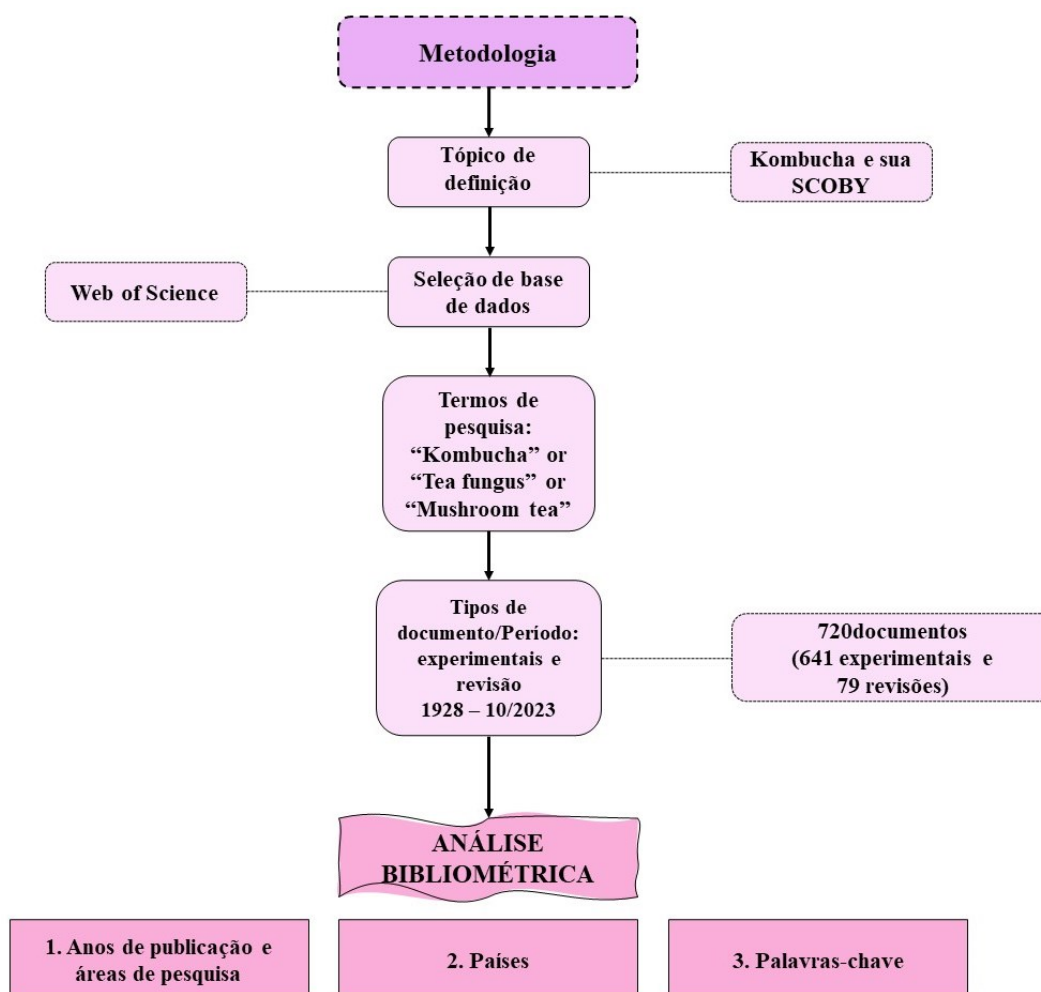 Metodologia
Tópico de
definição
Kombucha e sua
SCOBY
Web of Science
Seleção de base
de dados
Termos de
pesquisa:
“Kombucha” or
“Tea fungus” or
“Mushroom tea”
Tipos de
documento/Período:
experimentais e
revisão
1928 – 10/2023
720documentos
(641 experimentais e
79 revisões)
ANÁLISE
BIBLIOMÉTRICA
1. Anos de publicação e
áreas de pesquisa
2. Países
3. Palavras-chave